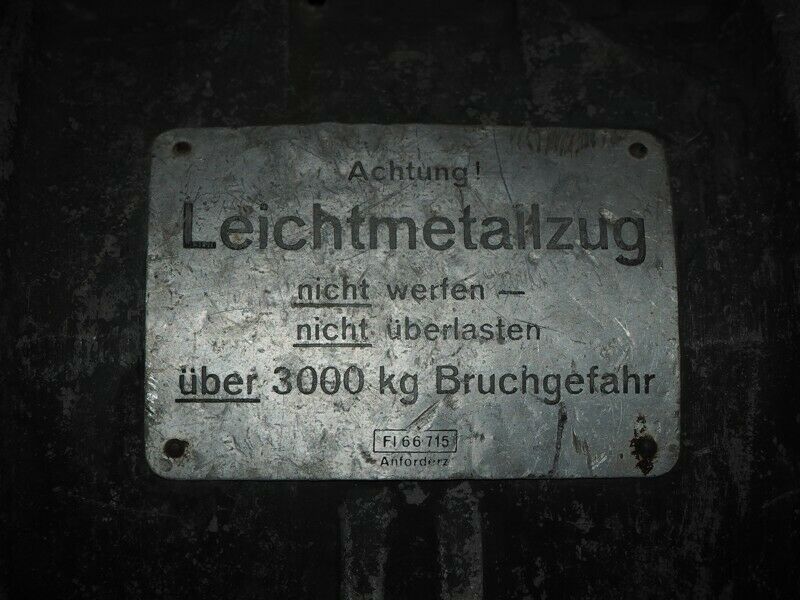 Achtung!
Leichtmetallzug
nicht werfen —
nicht überlasten
über 3000 kg Bruchgefahr
Fl 66 715
Anforderz